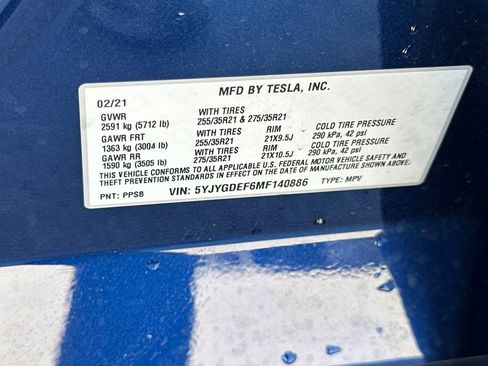 MFD BY TESLA, INC.
02/21
GVWR WITH TIRES
2591 kg (5712 lb) 255/35R21 & 275/35R21
GAWR FRT WITH TIRES RIM COLD TIRE PRESSURE
1363 kg (3004 lb) 255/35R21 21X9.5J 290 kPa, 42 psi
GAWR RR WITH TIRES RIM COLD TIRE PRESSURE
1590 kg (3505 lb) 275/35R21 21X10.5J 290 kPa, 42 psi
THIS VEHICLE CONFORMS TO ALL APPLICABLE U.S. FEDERAL MOTOR VEHICLE SAFETY AND
THEFT PREVENTION STANDARDS IN EFFECT ON THE DATE OF MANUFACTURE SHOWN ABOVE.
PNT: PPSB VIN: 5YJYGDEF6MF140886 TYPE: MPV